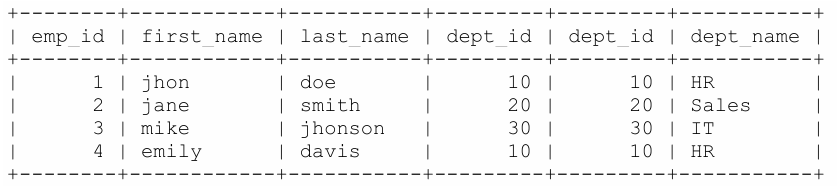 +--------+------------+-----------+---------+---------+-----------+
| emp_id | first_name | last_name | dept_id | dept_id | dept_name |
+--------+------------+-----------+---------+---------+-----------+
|      1 | jhon       | doe       |      10 |      10 | HR        |
|      2 | jane       | smith     |      20 |      20 | Sales     |
|      3 | mike       | jhonson   |      30 |      30 | IT        |
|      4 | emily      | davis     |      10 |      10 | HR        |
+--------+------------+-----------+---------+---------+-----------+